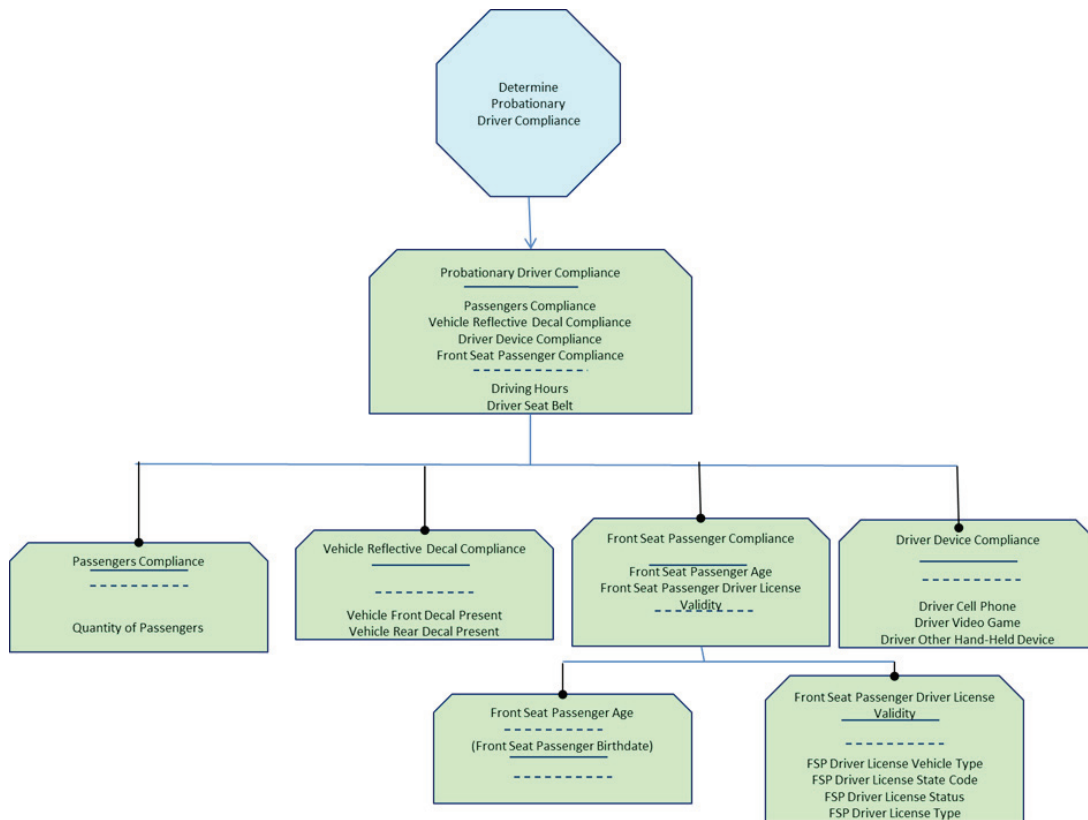 Determine
Probationary
Driver Compliance
Probationary Driver Compliance
Passengers Compliance
Vehicle Reflective Decal Compliance
Driver Device Compliance
Front Seat Passenger Compliance
Driving Hours
Driver Seat Belt
Passengers Compliance
Quantity of Passengers
Vehicle Reflective Decal Compliance
Vehicle Front Decal Present
Vehicle Rear Decal Present
Front Seat Passenger Compliance
Front Seat Passenger Age
Front Seat Passenger Driver License
Validity
Driver Device Compliance
Driver Cell Phone
Driver Video Game
Driver Other Hand-Held Device
Front Seat Passenger Age
(Front Seat Passenger Birthdate)
Front Seat Passenger Driver License
Validity
FSP Driver License Vehicle Type
FSP Driver License State Code
FSP Driver License Status
FSP Driver License Type